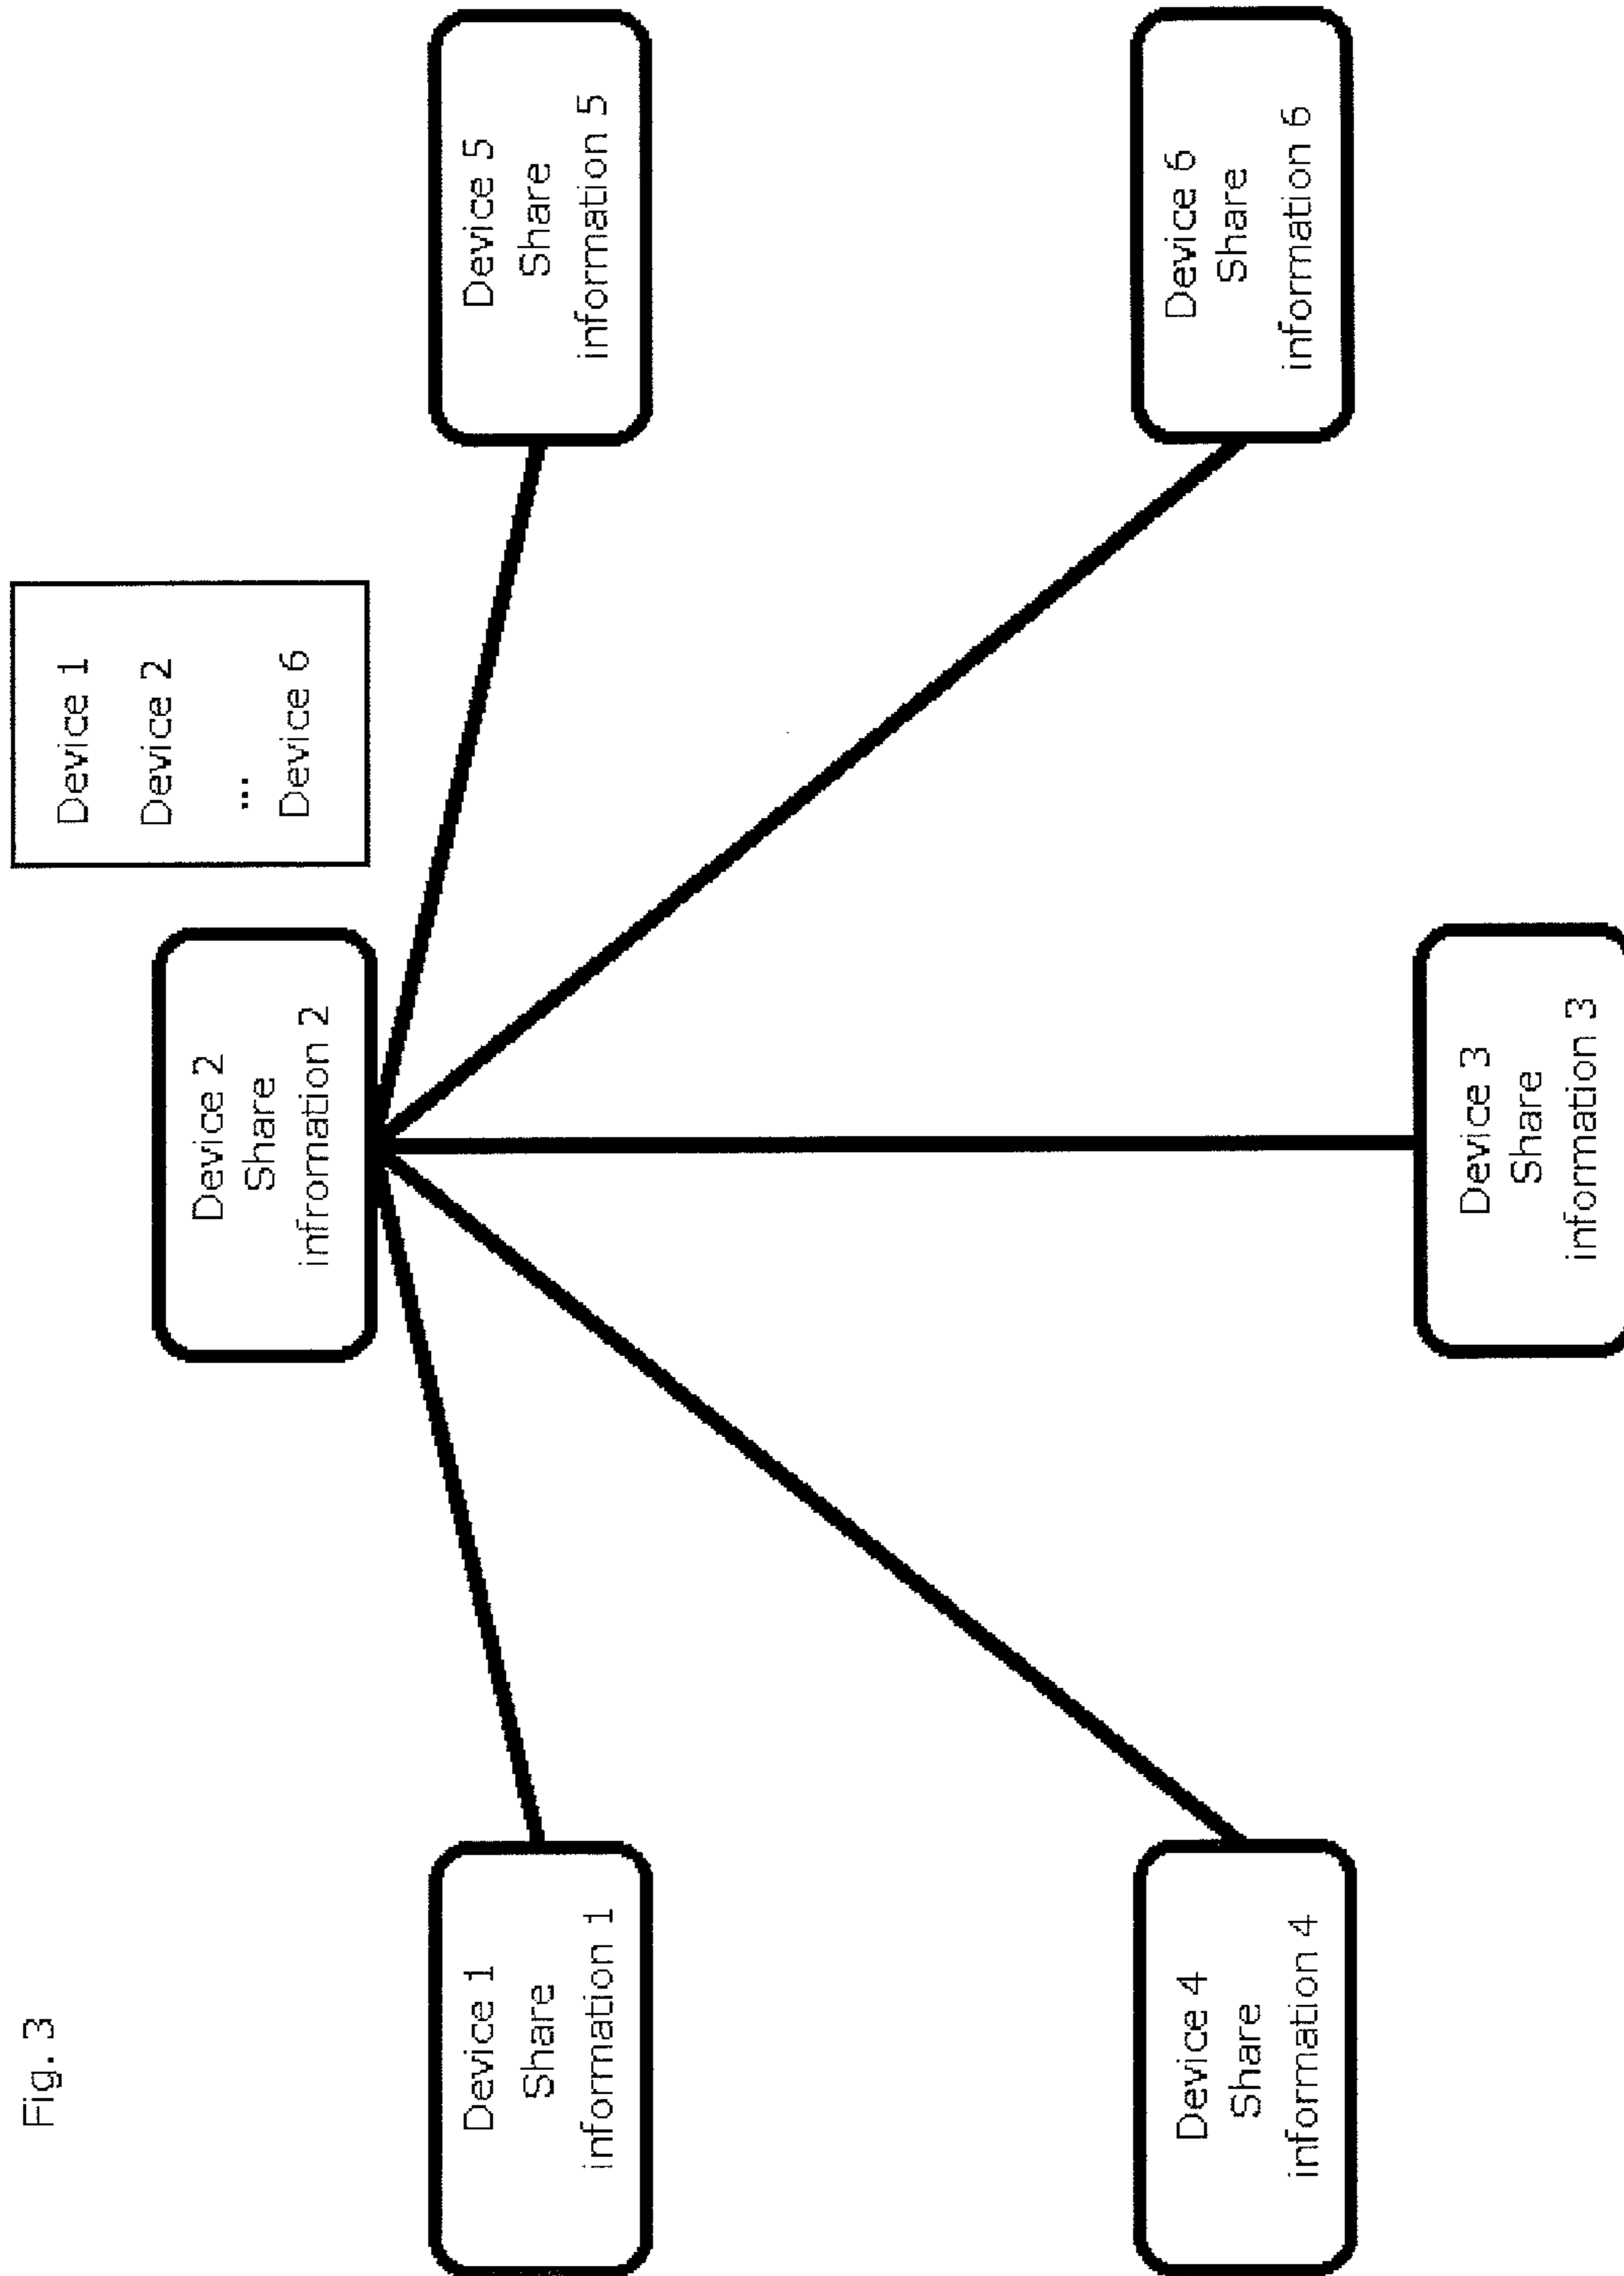 Fig. 3
Device 1
Device 2
...
Device 6
Device 2
Share
infromation 2
Device 1
Share
information 1
Device 5
Share
information 5
Device 4
Share
information 4
Device 6
Share
information 6
Device 3
Share
information 3